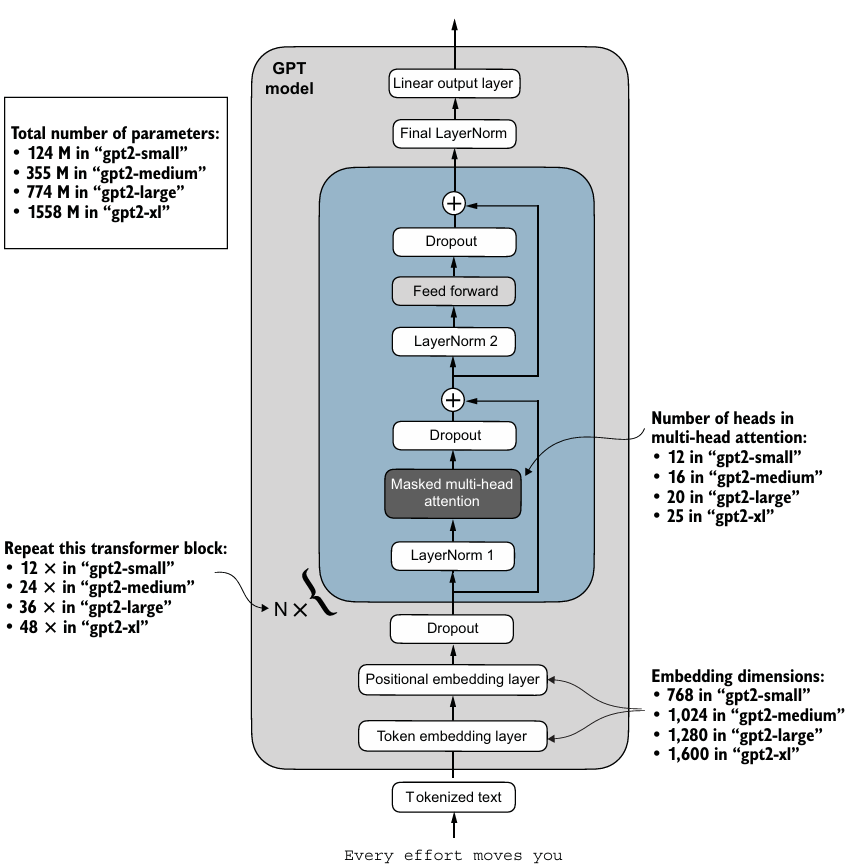 GPT
model
Linear output layer
Final LayerNorm
Total number of parameters:
• 124 M in “gpt2-small”
• 355 M in “gpt2-medium”
• 774 M in “gpt2-large”
• 1558 M in “gpt2-xl”
+
Dropout
Feed forward
LayerNorm 2
+
Dropout
Masked multi-head
attention
LayerNorm 1
Number of heads in
multi-head attention:
• 12 in “gpt2-small”
• 16 in “gpt2-medium”
• 20 in “gpt2-large”
• 25 in “gpt2-xl”
Repeat this transformer block:
• 12 × in “gpt2-small”
• 24 × in “gpt2-medium”
• 36 × in “gpt2-large”
• 48 × in “gpt2-xl”
N × {
Dropout
Positional embedding layer
Token embedding layer
Embedding dimensions:
• 768 in “gpt2-small”
• 1,024 in “gpt2-medium”
• 1,280 in “gpt2-large”
• 1,600 in “gpt2-xl”
Tokenized text
Every effort moves you